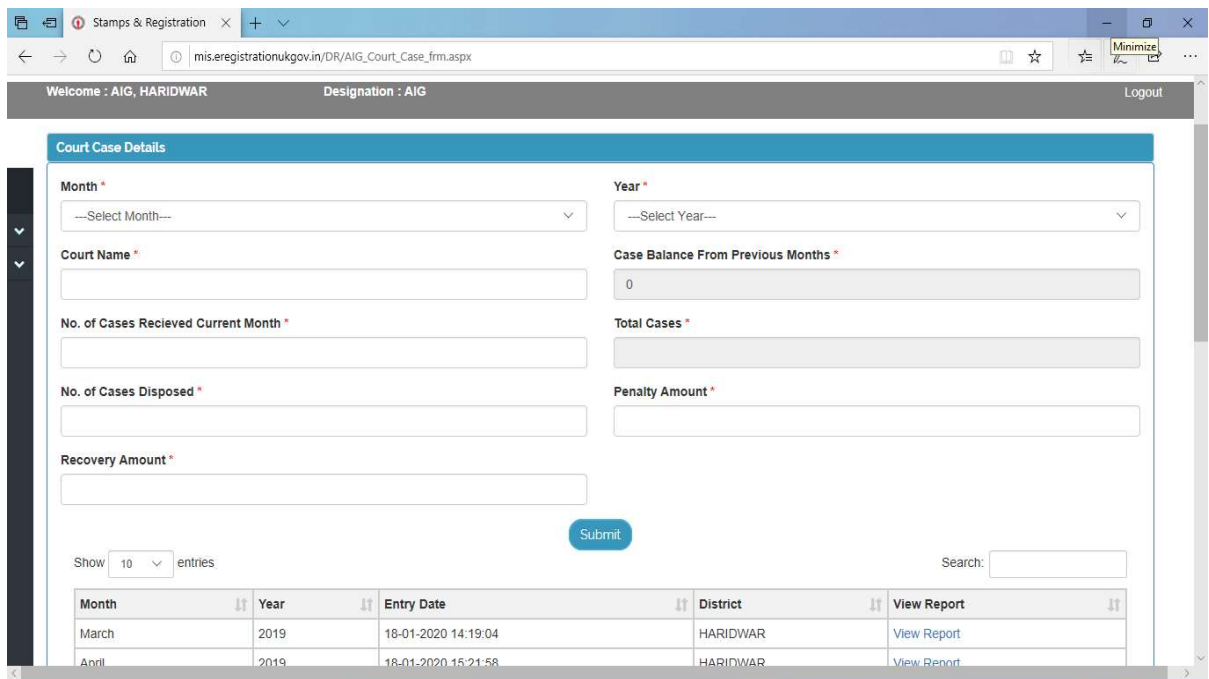 Stamps & Registration
mis.eregistrationukgov.in/DR/AIG_Court_Case_frm.aspx
Minimize
Welcome : AIG, HARIDWAR Designation : AIG Logout
Court Case Details
Month * Year *
---Select Month--- ---Select Year---
Court Name * Case Balance From Previous Months *
0
No. of Cases Recieved Current Month * Total Cases *
No. of Cases Disposed * Penalty Amount *
Recovery Amount *
Submit
Show 10 entries Search:
Month Year Entry Date District View Report
March 2019 18-01-2020 14:19:04 HARIDWAR View Report
April 2019 18-01-2020 15:21:58 HARIDWAR View Report